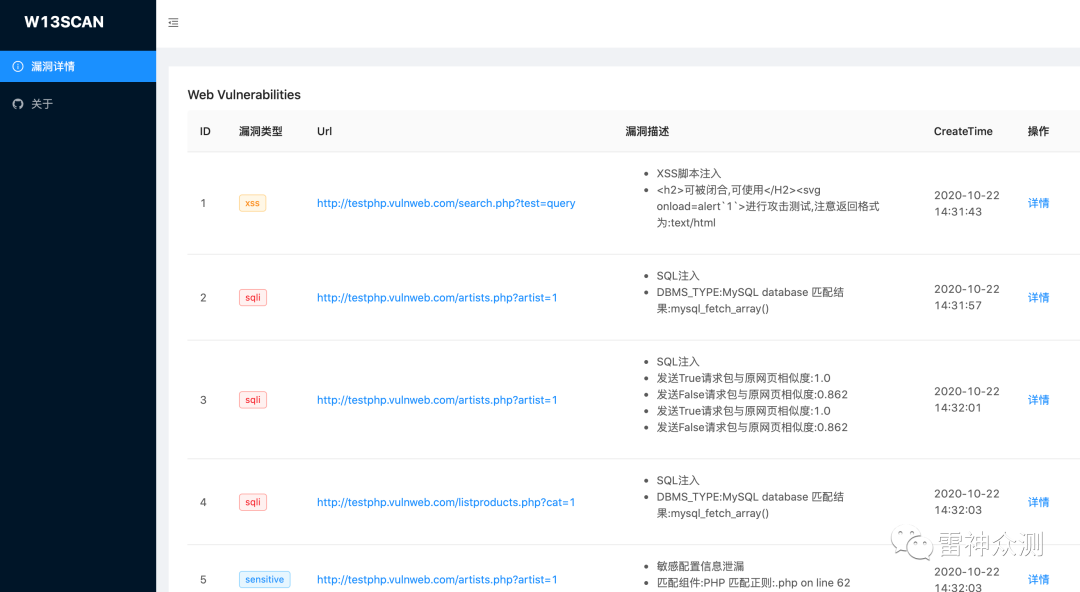 W13SCAN
漏洞详情
关于
Web Vulnerabilities
ID 漏洞类型 Url 漏洞描述 CreateTime 操作
1 xss http://testphp.vulnweb.com/search.php?test=query
XSS脚本注入
<h2>可被闭合,可使用</H2><svg
onload=alert`1`>进行攻击测试,注意返回格式
为:text/html
2020-10-22
14:31:43
详情
2 sqli http://testphp.vulnweb.com/artists.php?artist=1
SQL注入
DBMS_TYPE:MySQL database 匹配结
果:mysql_fetch_array()
2020-10-22
14:31:57
详情
3 sqli http://testphp.vulnweb.com/artists.php?artist=1
SQL注入
发送True请求包与原网页相似度:1.0
发送False请求包与原网页相似度:0.862
发送True请求包与原网页相似度:1.0
发送False请求包与原网页相似度:0.862
2020-10-22
14:32:01
详情
4 sqli http://testphp.vulnweb.com/listproducts.php?cat=1
SQL注入
DBMS_TYPE:MySQL database 匹配结
果:mysql_fetch_array()
2020-10-22
14:32:03
详情
5 sensitive http://testphp.vulnweb.com/artists.php?artist=1
敏感配置信息泄漏
匹配组件:PHP 匹配正则:.php on line 62
2020-10-22
14:32:03
详情
雷神众测